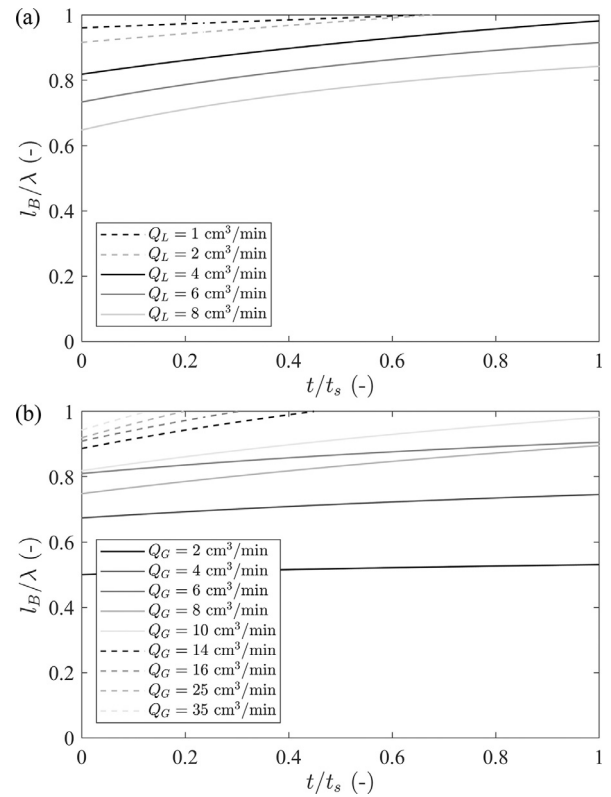 (a)
1
0.8
0.6
0.4
0.2
0
l_B/λ (-)
Q_L = 1 cm³/min
Q_L = 2 cm³/min
Q_L = 4 cm³/min
Q_L = 6 cm³/min
Q_L = 8 cm³/min
0 0.2 0.4 0.6 0.8 1
t/t_s (-)
(b)
1
0.8
0.6
0.4
0.2
0
l_B/λ (-)
Q_G = 2 cm³/min
Q_G = 4 cm³/min
Q_G = 6 cm³/min
Q_G = 8 cm³/min
Q_G = 10 cm³/min
Q_G = 14 cm³/min
Q_G = 16 cm³/min
Q_G = 25 cm³/min
Q_G = 35 cm³/min
0 0.2 0.4 0.6 0.8 1
t/t_s (-)